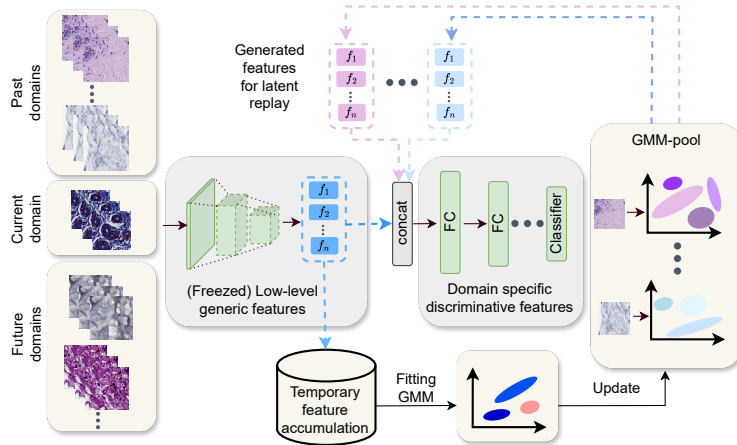 Past
domains
Current
domain
Future
domains
Generated
features
for latent
replay
f1
f2
fn
f1
f2
fn
GMM-pool
f1
f2
fn
(Freezed) Low-level
generic features
concat
FC
FC
Classifier
Domain specific
discriminative features
Temporary
feature
accumulation
Fitting
GMM
Update